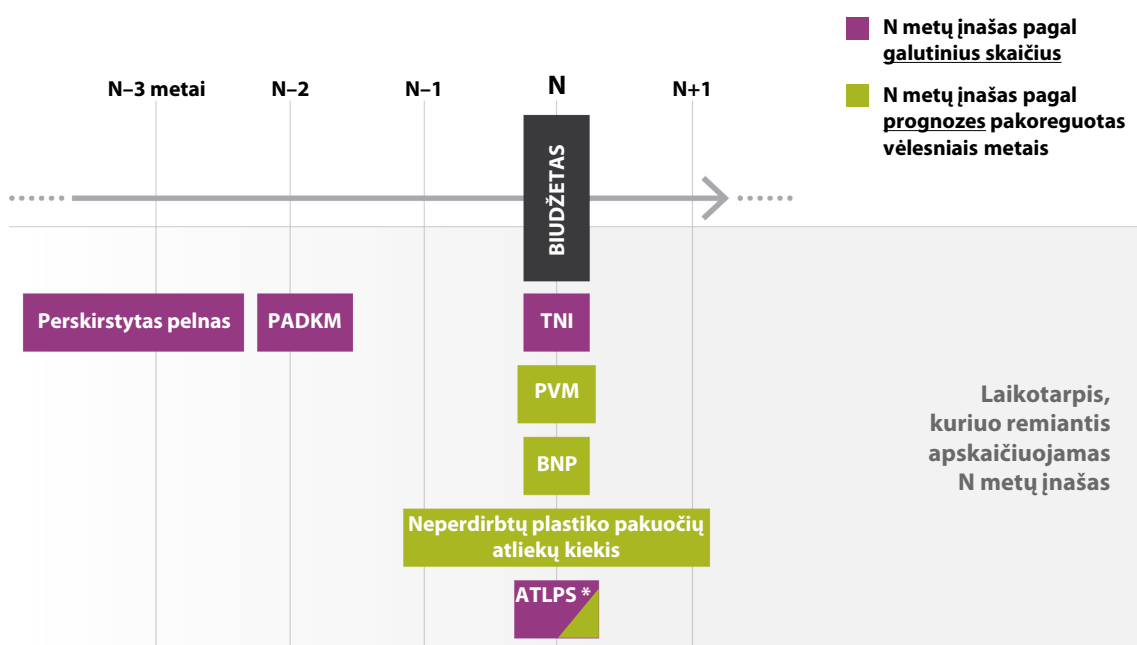 N metų įnašas pagal
galutinius skaičius
N metų įnašas pagal
prognozes pakoreguotas
vėlesniais metais
N–3 metai
N–2
N–1
N
N+1
BIUDŽETAS
Perskirstytas pelnas
PADKM
TNI
PVM
BNP
Neperdirbtų plastiko pakuočių
atliekų kiekis
ATLPS *
Laikotarpis,
kuriuo remiantis
apskaičiuojamas
N metų įnašas